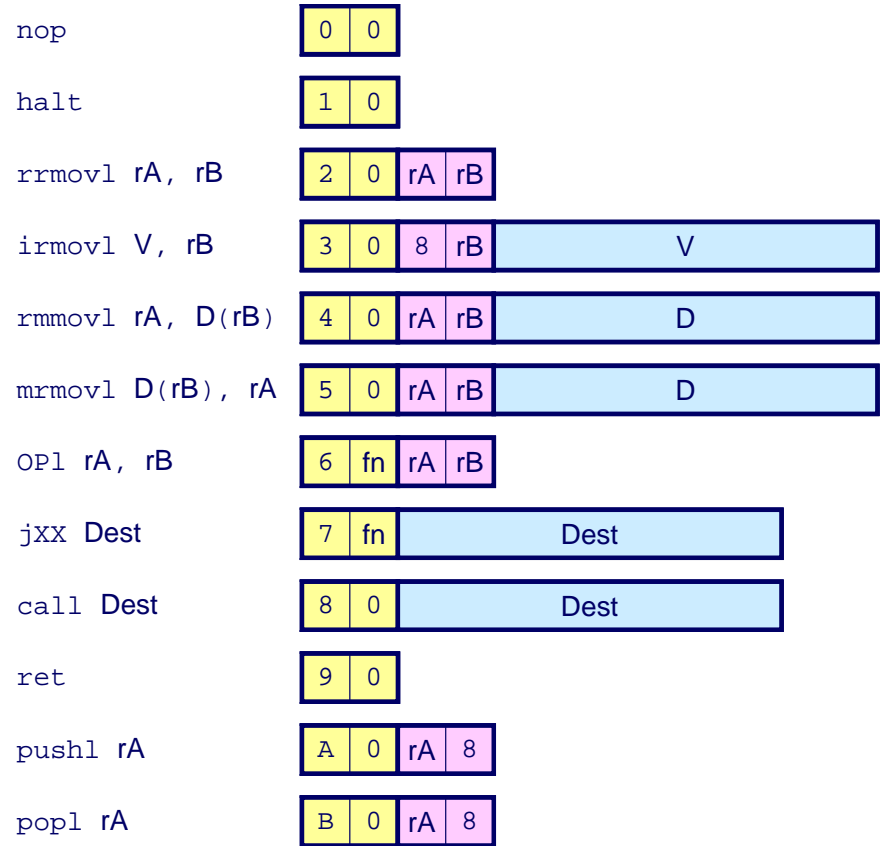 nop 0 0
halt 1 0
rrmovl rA, rB 2 0 rA rB
irmovl V, rB 3 0 8 rB V
rmmovl rA, D(rB) 4 0 rA rB D
mrmovl D(rB), rA 5 0 rA rB D
OPl rA, rB 6 fn rA rB
jXX Dest 7 fn Dest
call Dest 8 0 Dest
ret 9 0
pushl rA A 0 rA 8
popl rA B 0 rA 8